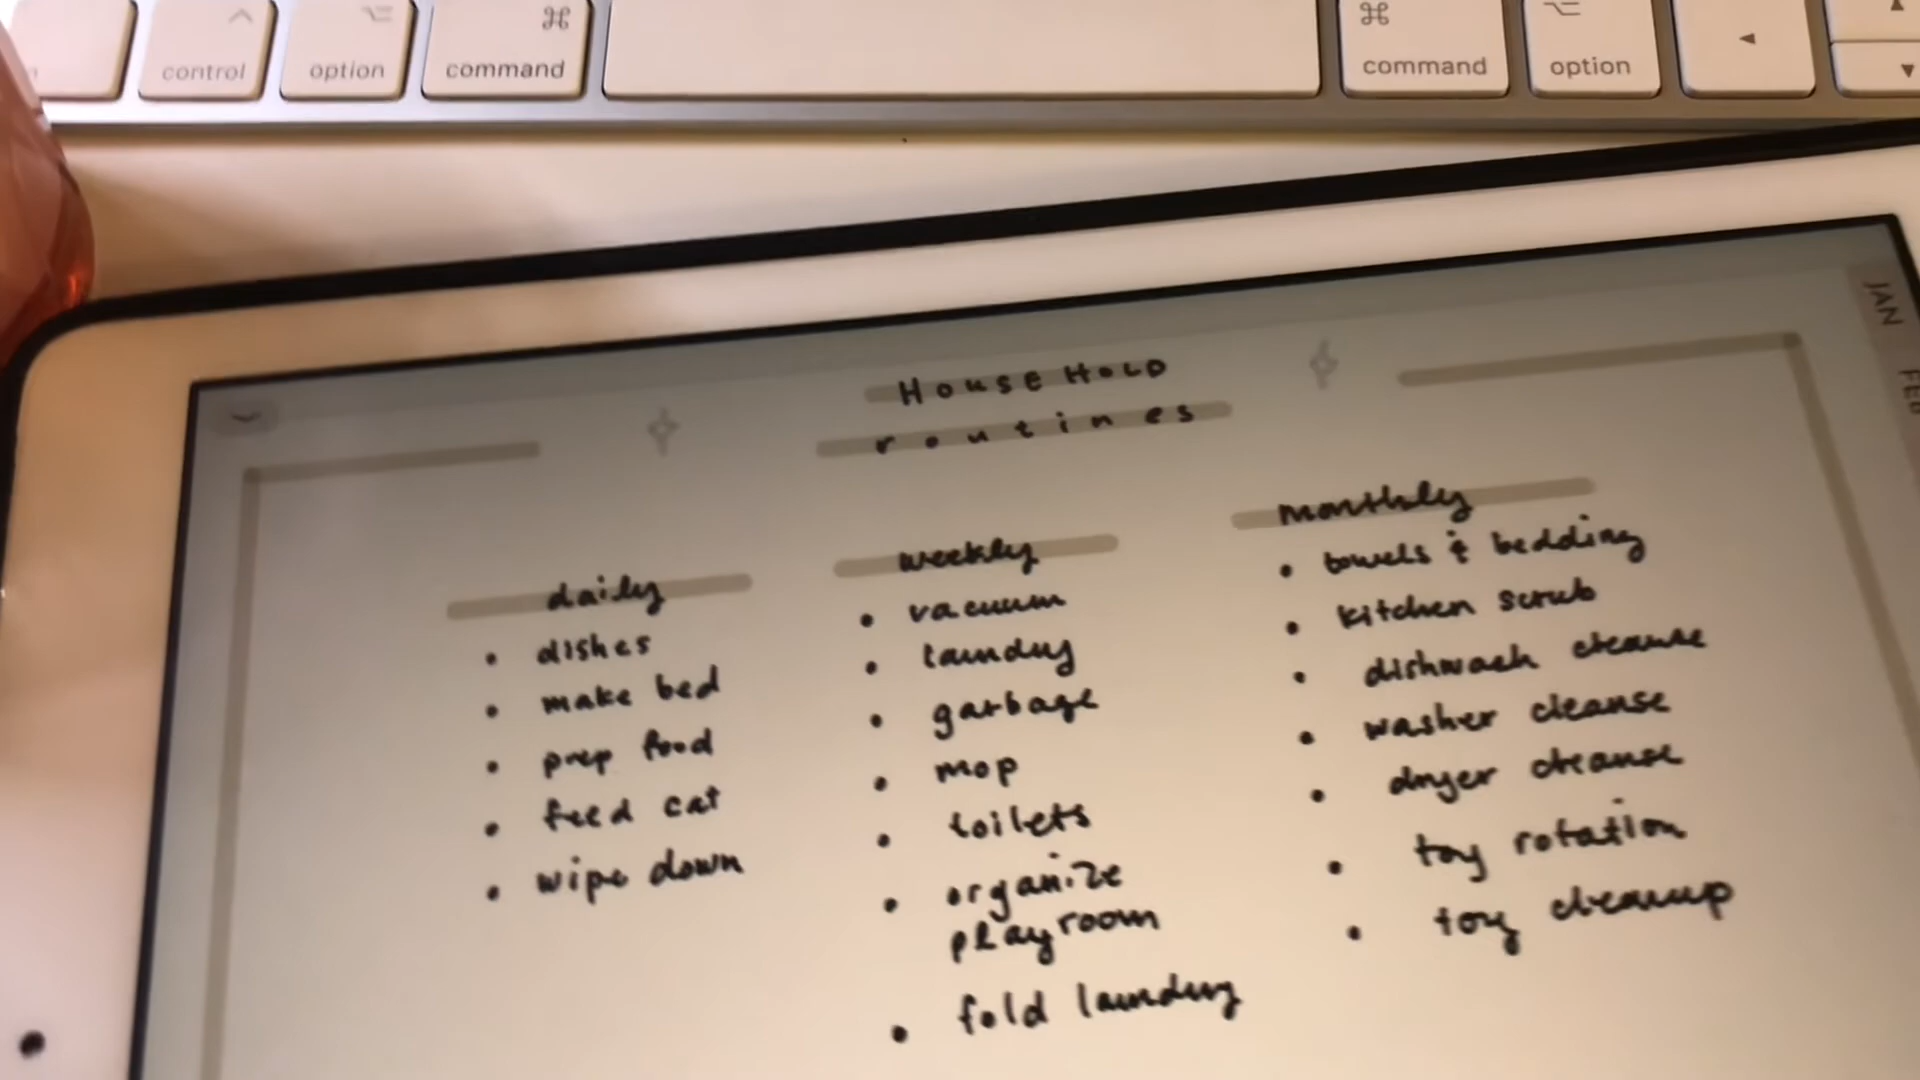 control
option
command
command
option
JAN
FEB
HouseHOLD
routines
daily
• dishes
• make bed
• prep food
• feed cat
• wipe down
weekly
• vacuum
• laundry
• garbage
• mop
• toilets
• organize
playroom
• fold laundry
monthly
• towels & bedding
• kitchen scrub
• dishwash cleanse
• washer cleanse
• dryer cleanse
• toy rotation
• toy cleanup